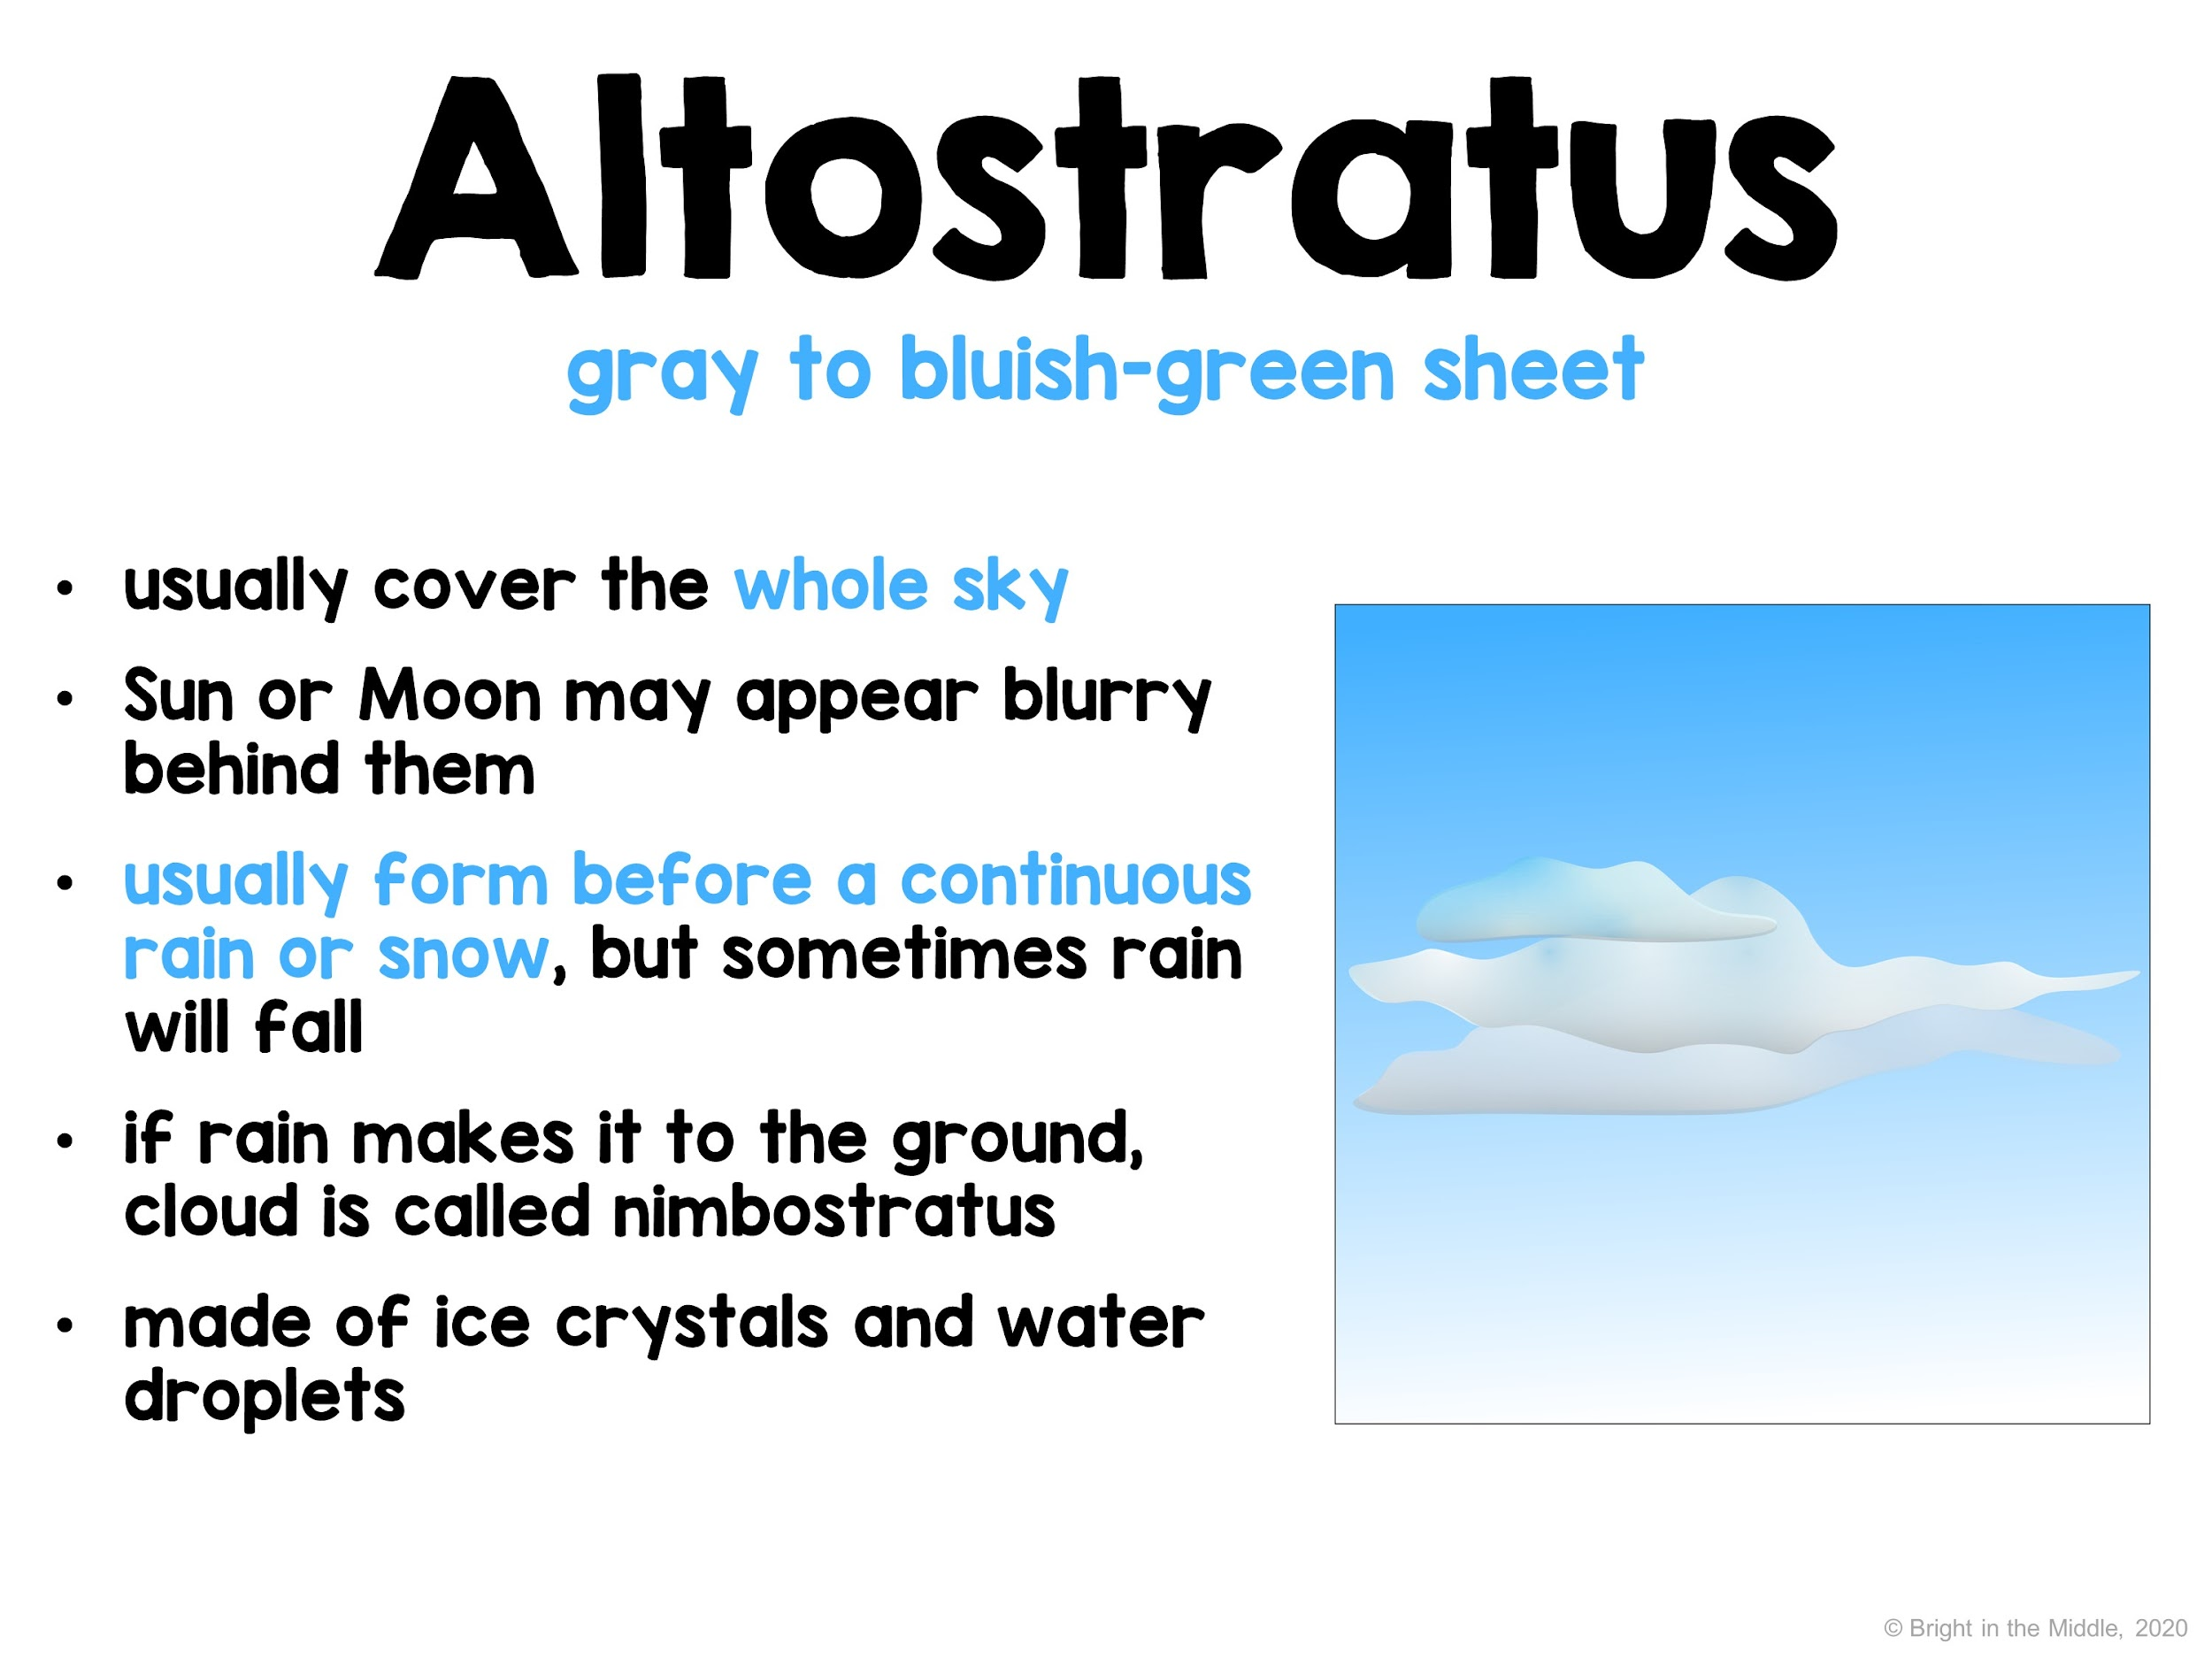 Altostratus
gray to bluish-green sheet
• usually cover the whole sky
• Sun or Moon may appear blurry
behind them
• usually form before a continuous
rain or snow, but sometimes rain
will fall
• if rain makes it to the ground,
cloud is called nimbostratus
• made of ice crystals and water
droplets
© Bright in the Middle, 2020